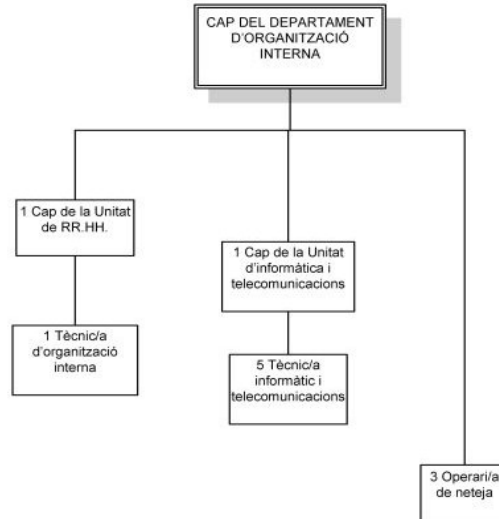 CAP DEL DEPARTAMENT
D'ORGANITZACIÓ
INTERNA
1 Cap de la Unitat
de RR.HH.
1 Cap de la Unitat
d'informàtica i
telecomunicacions
1 Tècnic/a
d'organització
interna
5 Tècnic/a
informàtic i
telecomunicacions
3 Operari/a
de neteja